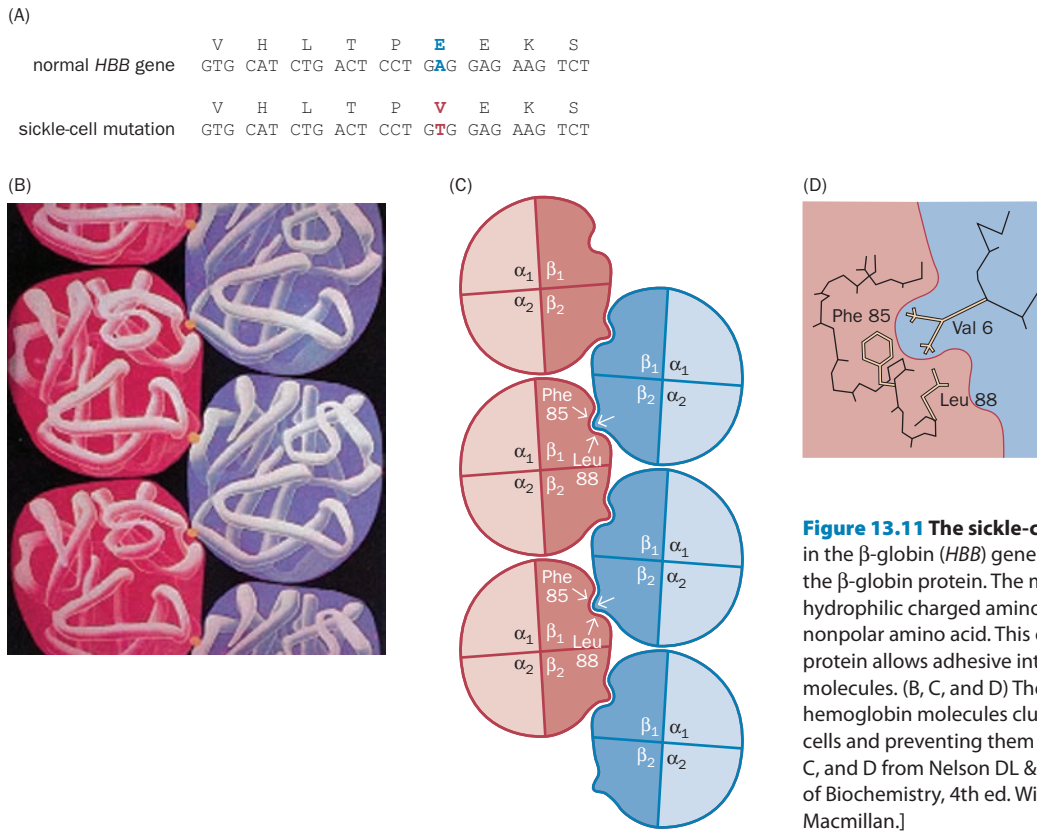 (A)
V H L T P E E K S
normal HBB gene GTG CAT CTG ACT CCT GAG GAG AAG TCT
V H L T P V E K S
sickle-cell mutation GTG CAT CTG ACT CCT GTG GAG AAG TCT
(B)
(C)
α1 β1
α2 β2
β1 α1
β2 α2
Phe
85
α1 β1 Leu
α2 β2 88
β1 α1
β2 α2
Phe
85
α1 β1 Leu
α2 β2 88
β1 α1
β2 α2
(D)
Phe 85
Val 6
Leu 88
Figure 13.11 The sickle-c
in the β-globin (HBB) gene
the β-globin protein. The m
hydrophilic charged amino
nonpolar amino acid. This c
protein allows adhesive int
molecules. (B, C, and D) The
hemoglobin molecules clu
cells and preventing them
C, and D from Nelson DL &
of Biochemistry, 4th ed. Wi
Macmillan.]